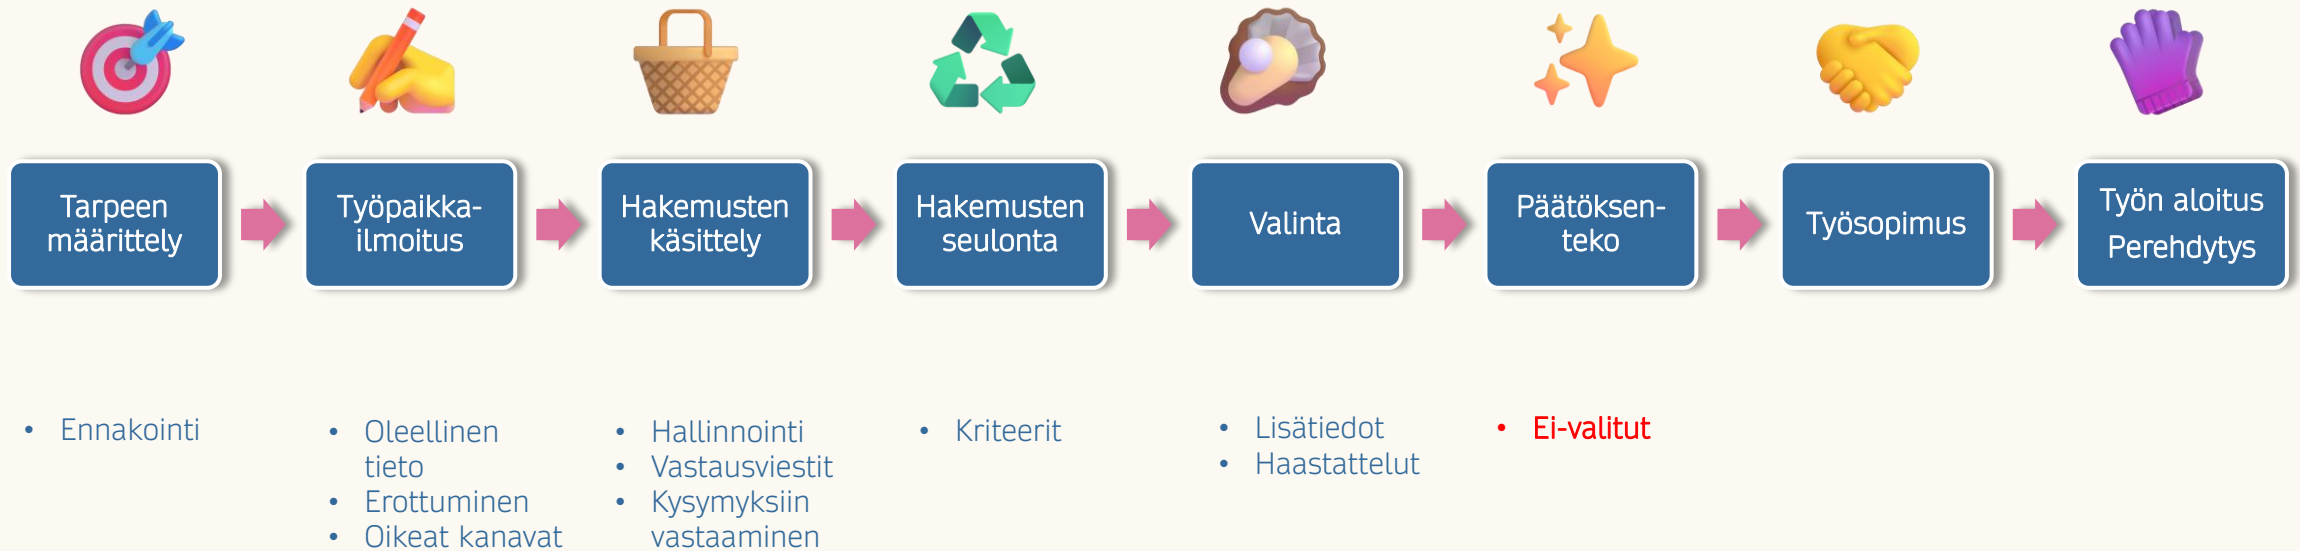 Tarpeen
määrittely
Työpaikka-
ilmoitus
Hakemusten
käsittely
Hakemusten
seulonta
Valinta
Päätöksen-
teko
Työsopimus
Työn aloitus
Perehdytys
• Ennakointi
• Oleellinen
tieto
• Erottuminen
• Oikeat kanavat
• Hallinnointi
• Vastausviestit
• Kysymyksiin
vastaaminen
• Kriteerit
• Lisätiedot
• Haastattelut
• Ei-valitut